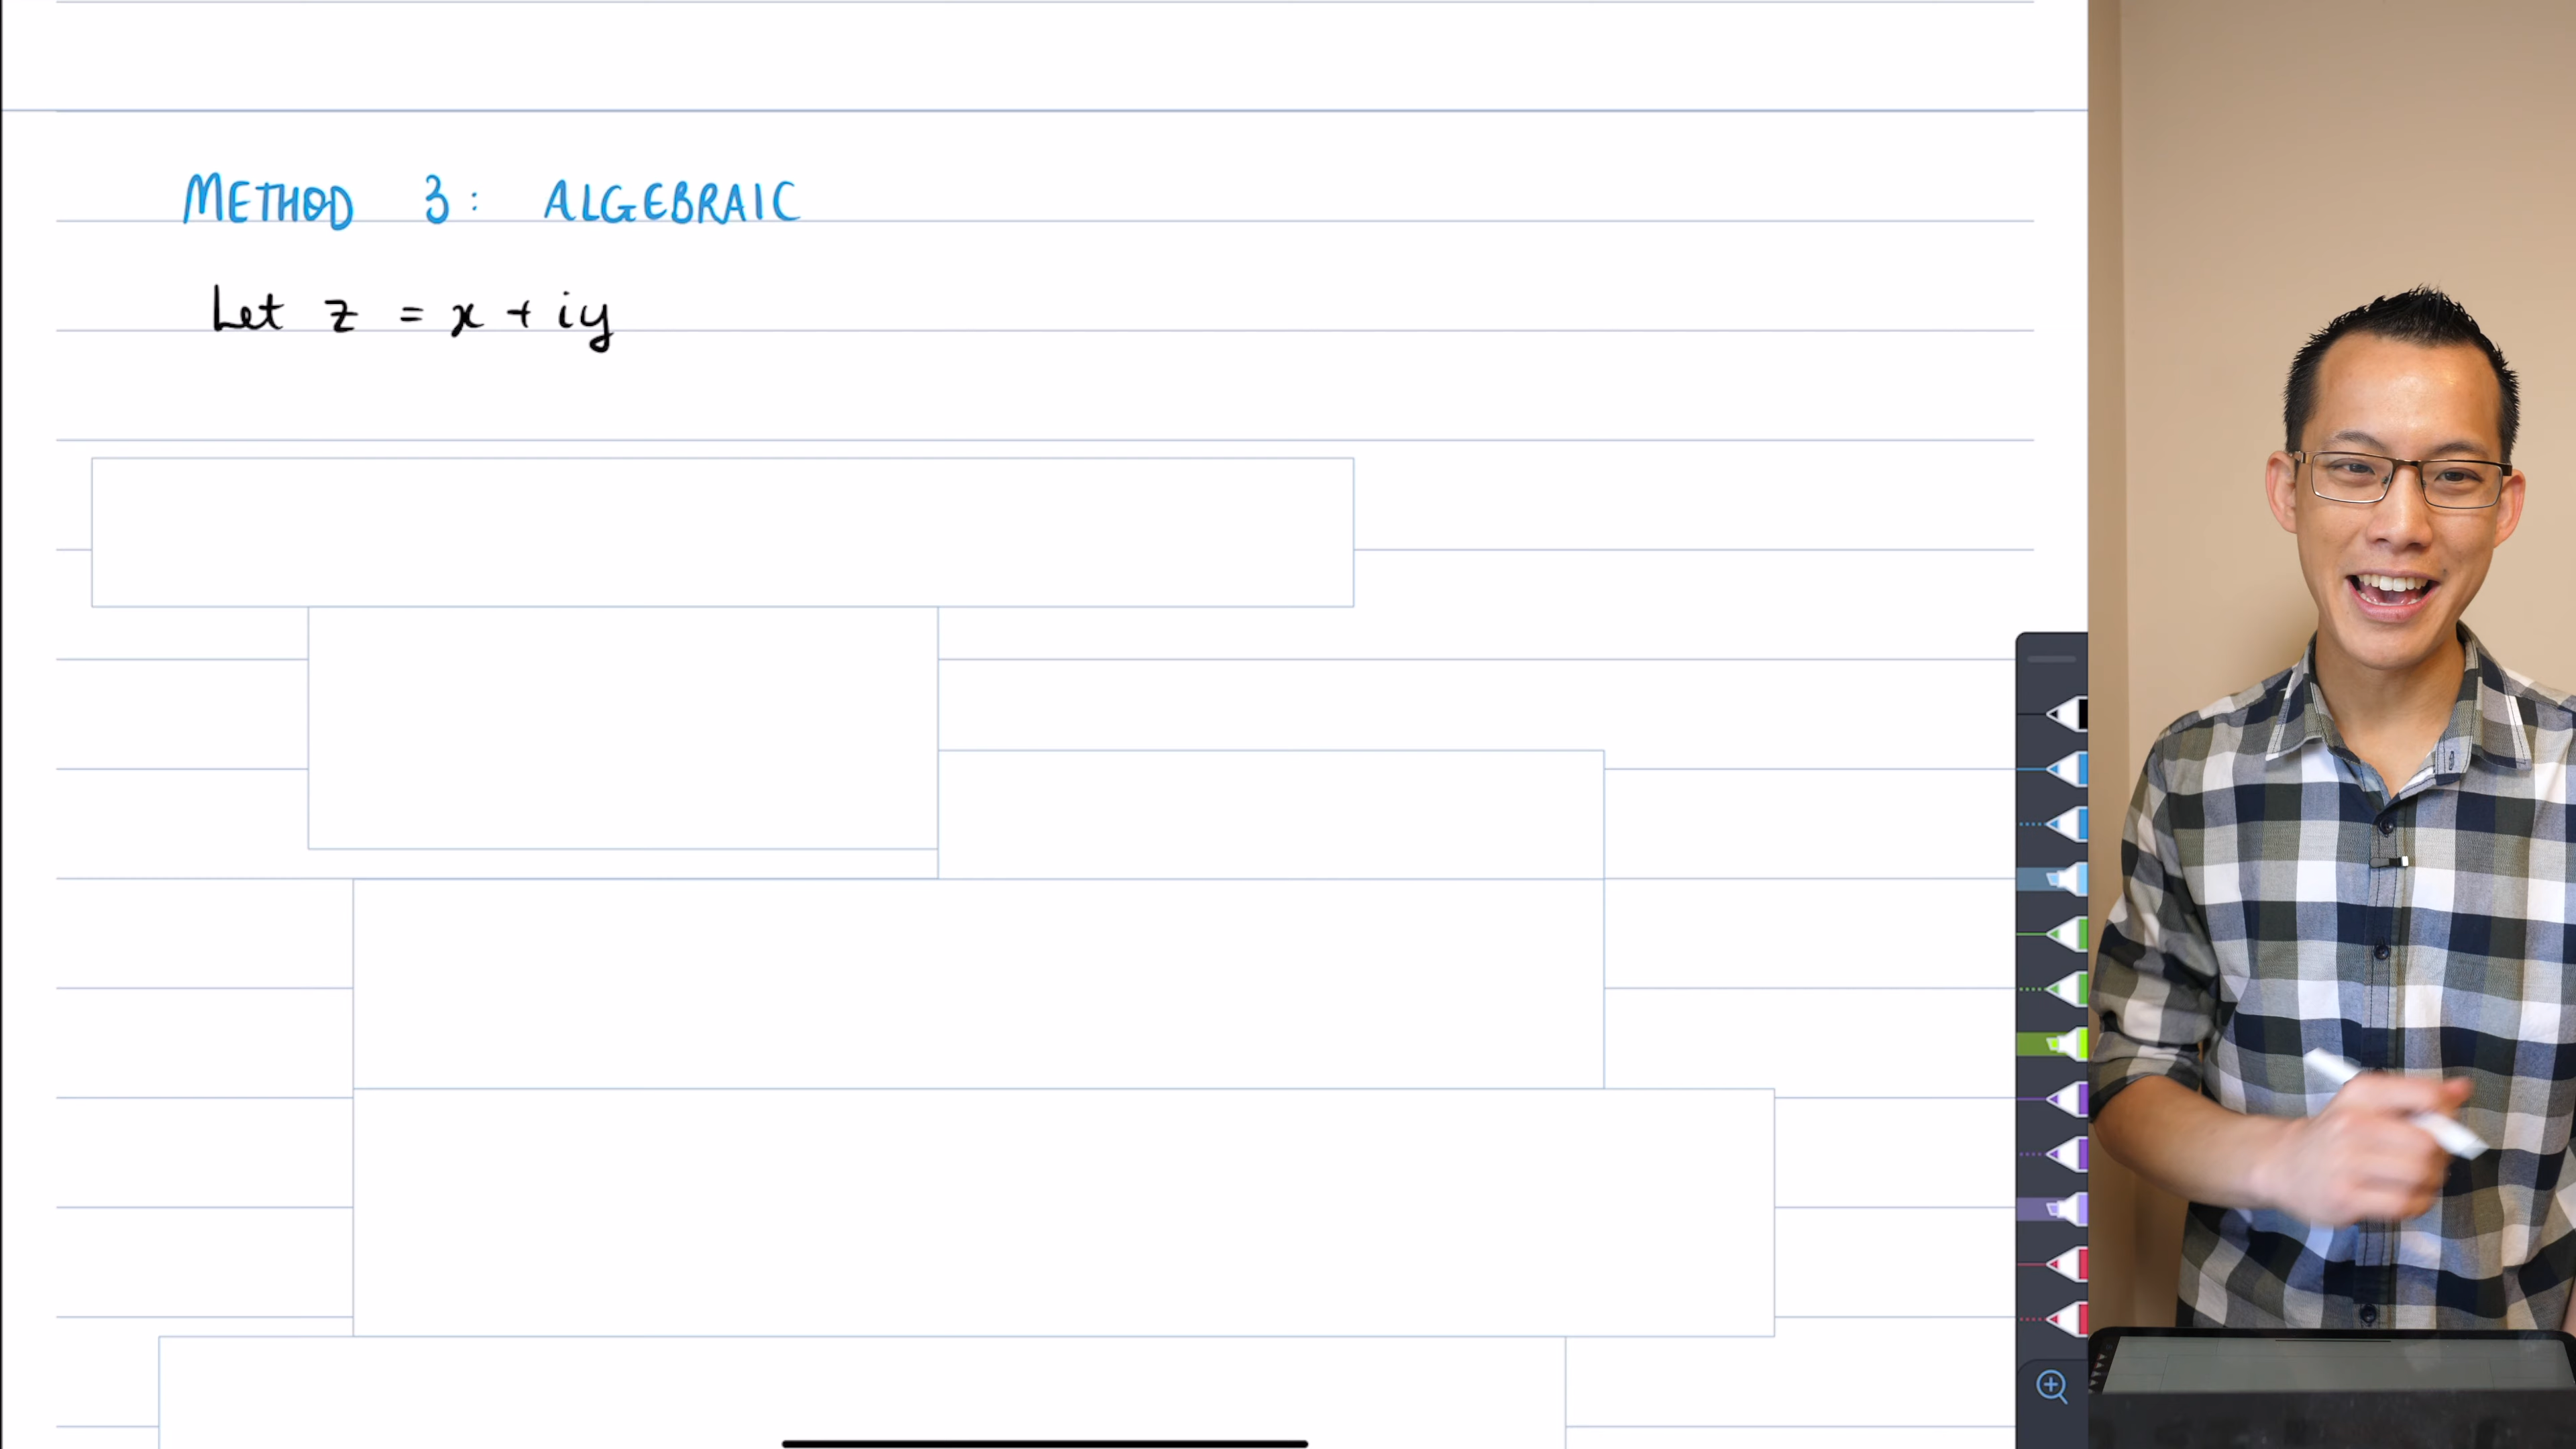 METHOD 3: ALGEBRAIC
Let z = x + iy